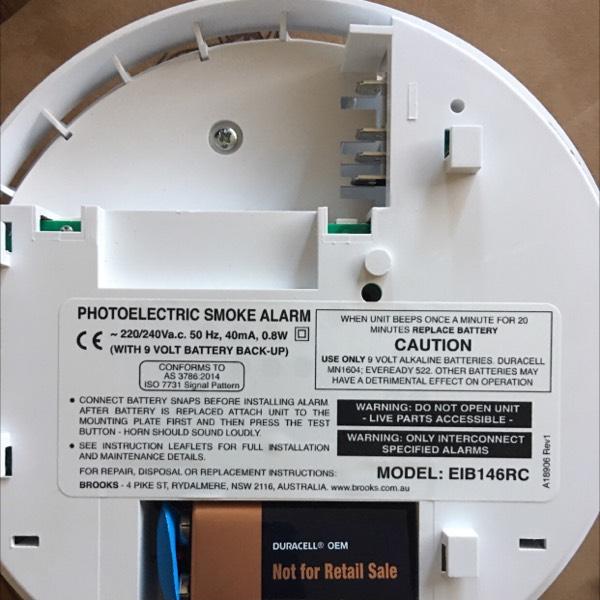 PHOTOELECTRIC SMOKE ALARM
CE ~ 220/240Va.c. 50 Hz, 40mA, 0.8W
(WITH 9 VOLT BATTERY BACK-UP)
CONFORMS TO
AS 3786:2014
ISO 7731 Signal Pattern
WHEN UNIT BEEPS ONCE A MINUTE FOR 20
MINUTES REPLACE BATTERY
CAUTION
USE ONLY 9 VOLT ALKALINE BATTERIES. DURACELL
MN1604; EVEREADY 522. OTHER BATTERIES MAY
HAVE A DETRIMENTAL EFFECT ON OPERATION
• CONNECT BATTERY SNAPS BEFORE INSTALLING ALARM.
AFTER BATTERY IS REPLACED ATTACH UNIT TO THE
MOUNTING PLATE FIRST AND THEN PRESS THE TEST
BUTTON - HORN SHOULD SOUND LOUDLY.
• SEE INSTRUCTION LEAFLETS FOR FULL INSTALLATION
AND MAINTENANCE DETAILS.
WARNING: DO NOT OPEN UNIT
- LIVE PARTS ACCESSIBLE -
WARNING: ONLY INTERCONNECT
SPECIFIED ALARMS
FOR REPAIR, DISPOSAL OR REPLACEMENT INSTRUCTIONS:
BROOKS - 4 PIKE ST, RYDALMERE, NSW 2116, AUSTRALIA. www.brooks.com.au
MODEL: EIB146RC
A18906 Rev1
DURACELL® OEM
Not for Retail Sale